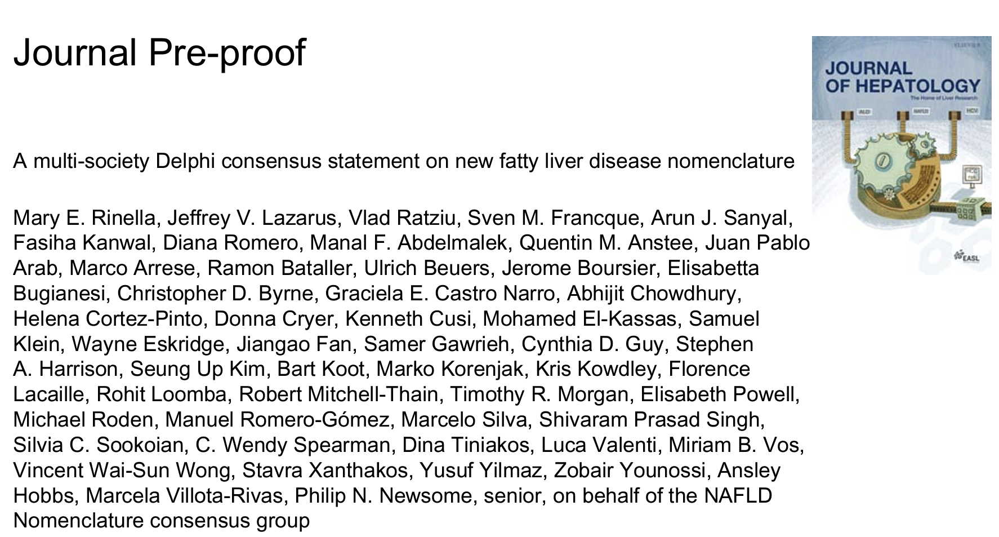 Journal Pre-proof
ELSEVIER
JOURNAL
OF HEPATOLOGY
The Home of Liver Research
ALD
NAFLD
HCV
A multi-society Delphi consensus statement on new fatty liver disease nomenclature
Mary E. Rinella, Jeffrey V. Lazarus, Vlad Ratziu, Sven M. Francque, Arun J. Sanyal,
Fasiha Kanwal, Diana Romero, Manal F. Abdelmalek, Quentin M. Anstee, Juan Pablo
Arab, Marco Arrese, Ramon Bataller, Ulrich Beuers, Jerome Boursier, Elisabetta
Bugianesi, Christopher D. Byrne, Graciela E. Castro Narro, Abhijit Chowdhury,
Helena Cortez-Pinto, Donna Cryer, Kenneth Cusi, Mohamed El-Kassas, Samuel
Klein, Wayne Eskridge, Jiangao Fan, Samer Gawrieh, Cynthia D. Guy, Stephen
A. Harrison, Seung Up Kim, Bart Koot, Marko Korenjak, Kris Kowdley, Florence
Lacaille, Rohit Loomba, Robert Mitchell-Thain, Timothy R. Morgan, Elisabeth Powell,
Michael Roden, Manuel Romero-Gómez, Marcelo Silva, Shivaram Prasad Singh,
Silvia C. Sookoian, C. Wendy Spearman, Dina Tiniakos, Luca Valenti, Miriam B. Vos,
Vincent Wai-Sun Wong, Stavra Xanthakos, Yusuf Yilmaz, Zobair Younossi, Ansley
Hobbs, Marcela Villota-Rivas, Philip N. Newsome, senior, on behalf of the NAFLD
Nomenclature consensus group
EASL